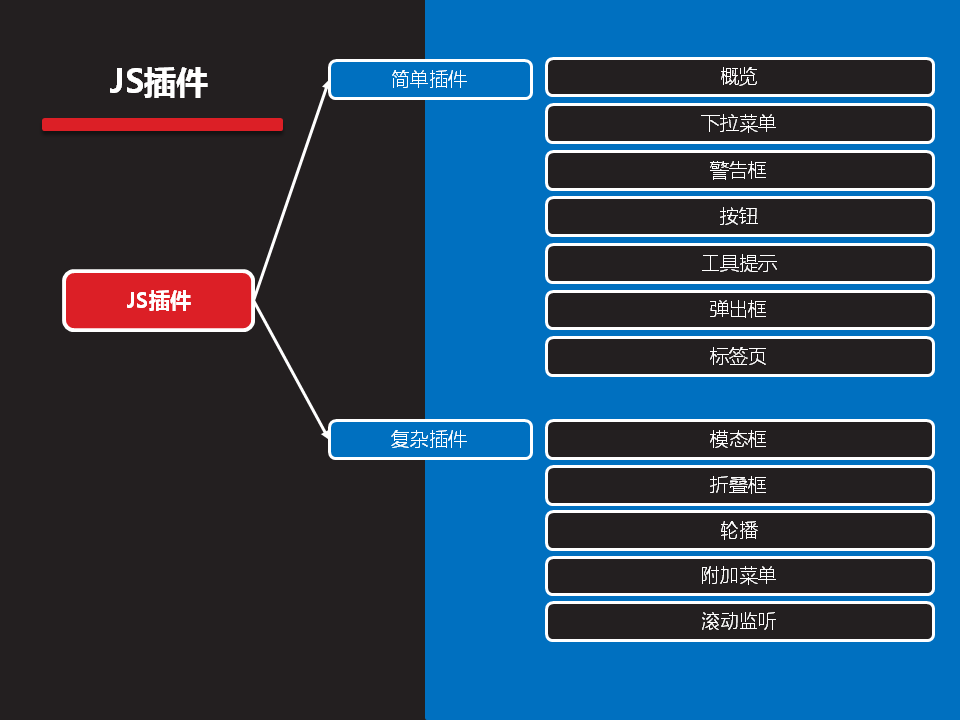 JS插件
JS插件
简单插件
概览
下拉菜单
警告框
按钮
工具提示
弹出框
标签页
复杂插件
模态框
折叠框
轮播
附加菜单
滚动监听